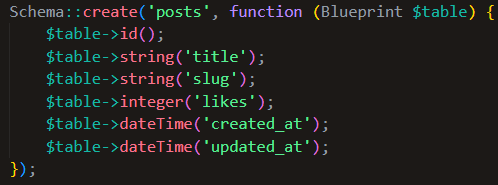 Schema::create('posts', function (Blueprint $table) {
    $table->id();
    $table->string('title');
    $table->string('slug');
    $table->integer('likes');
    $table->dateTime('created_at');
    $table->dateTime('updated_at');
});